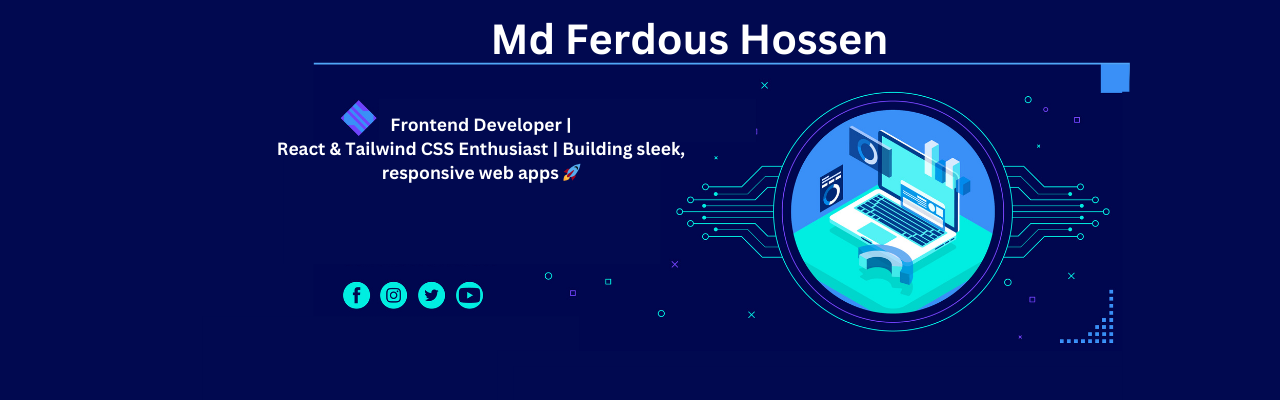 Md Ferdous Hossen
Frontend Developer |
React & Tailwind CSS Enthusiast | Building sleek,
responsive web apps 🚀